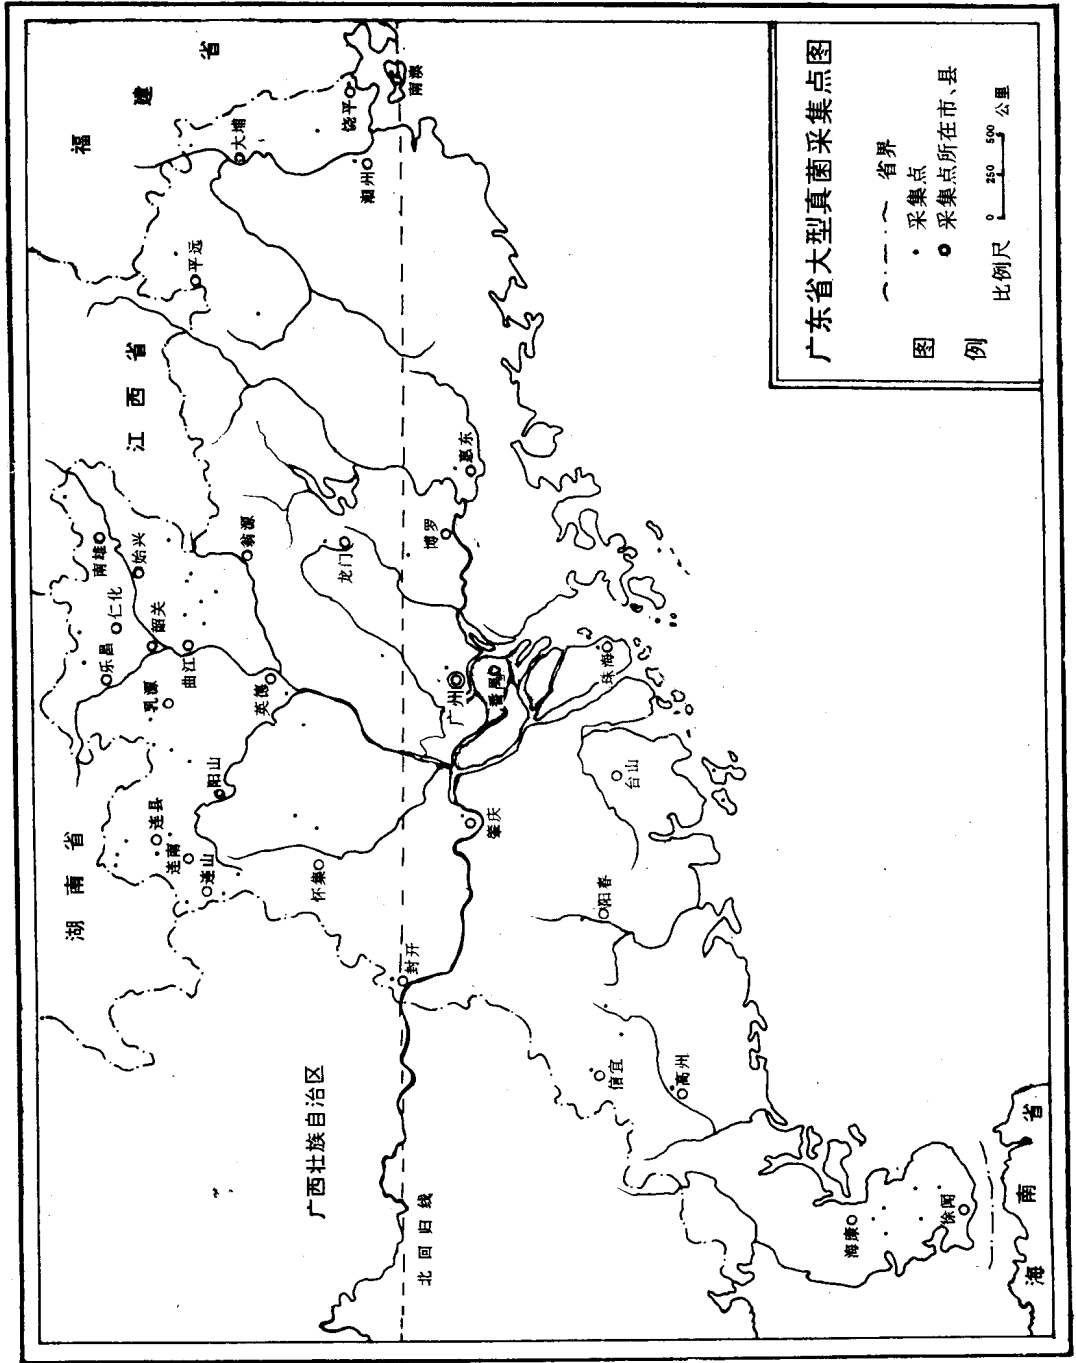 广东省大型真菌采集点图
图例
省界
采集点
采集点所在市、县
比例尺 0 250 500 公里
福建省
江西省
湖南省
广西壮族自治区
海南省
北回归线
南澳
饶平
大埔
潮州
平远
惠东
博罗
龙门
翁源
南雄
始兴
仁化
韶关
乐昌
曲江
乳源
英德
广州
番禺
珠海
阳山
连县
连南
连山
怀集
肇庆
台山
阳春
封开
信宜
高州
海康
徐闻